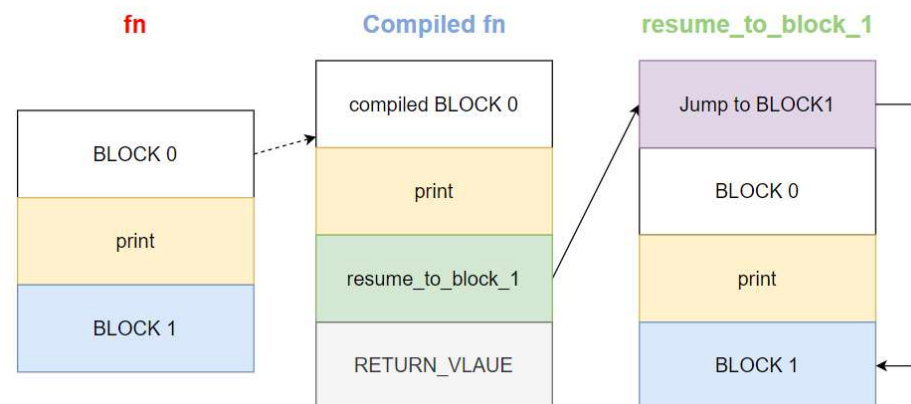 fn
Compiled fn
resume_to_block_1
BLOCK 0
print
BLOCK 1
compiled BLOCK 0
print
resume_to_block_1
RETURN_VLAUE
Jump to BLOCK1
BLOCK 0
print
BLOCK 1